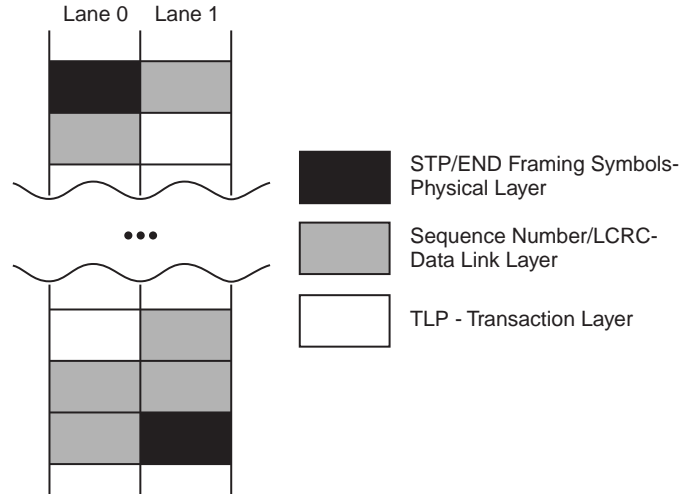 Lane 0 Lane 1
STP/END Framing Symbols-
Physical Layer
Sequence Number/LCRC-
Data Link Layer
TLP - Transaction Layer